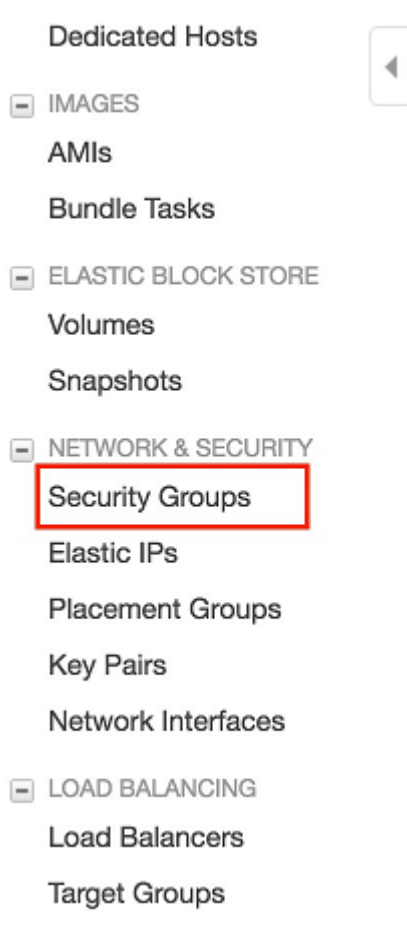 Dedicated Hosts
IMAGES
AMIs
Bundle Tasks
ELASTIC BLOCK STORE
Volumes
Snapshots
NETWORK & SECURITY
Security Groups
Elastic IPs
Placement Groups
Key Pairs
Network Interfaces
LOAD BALANCING
Load Balancers
Target Groups